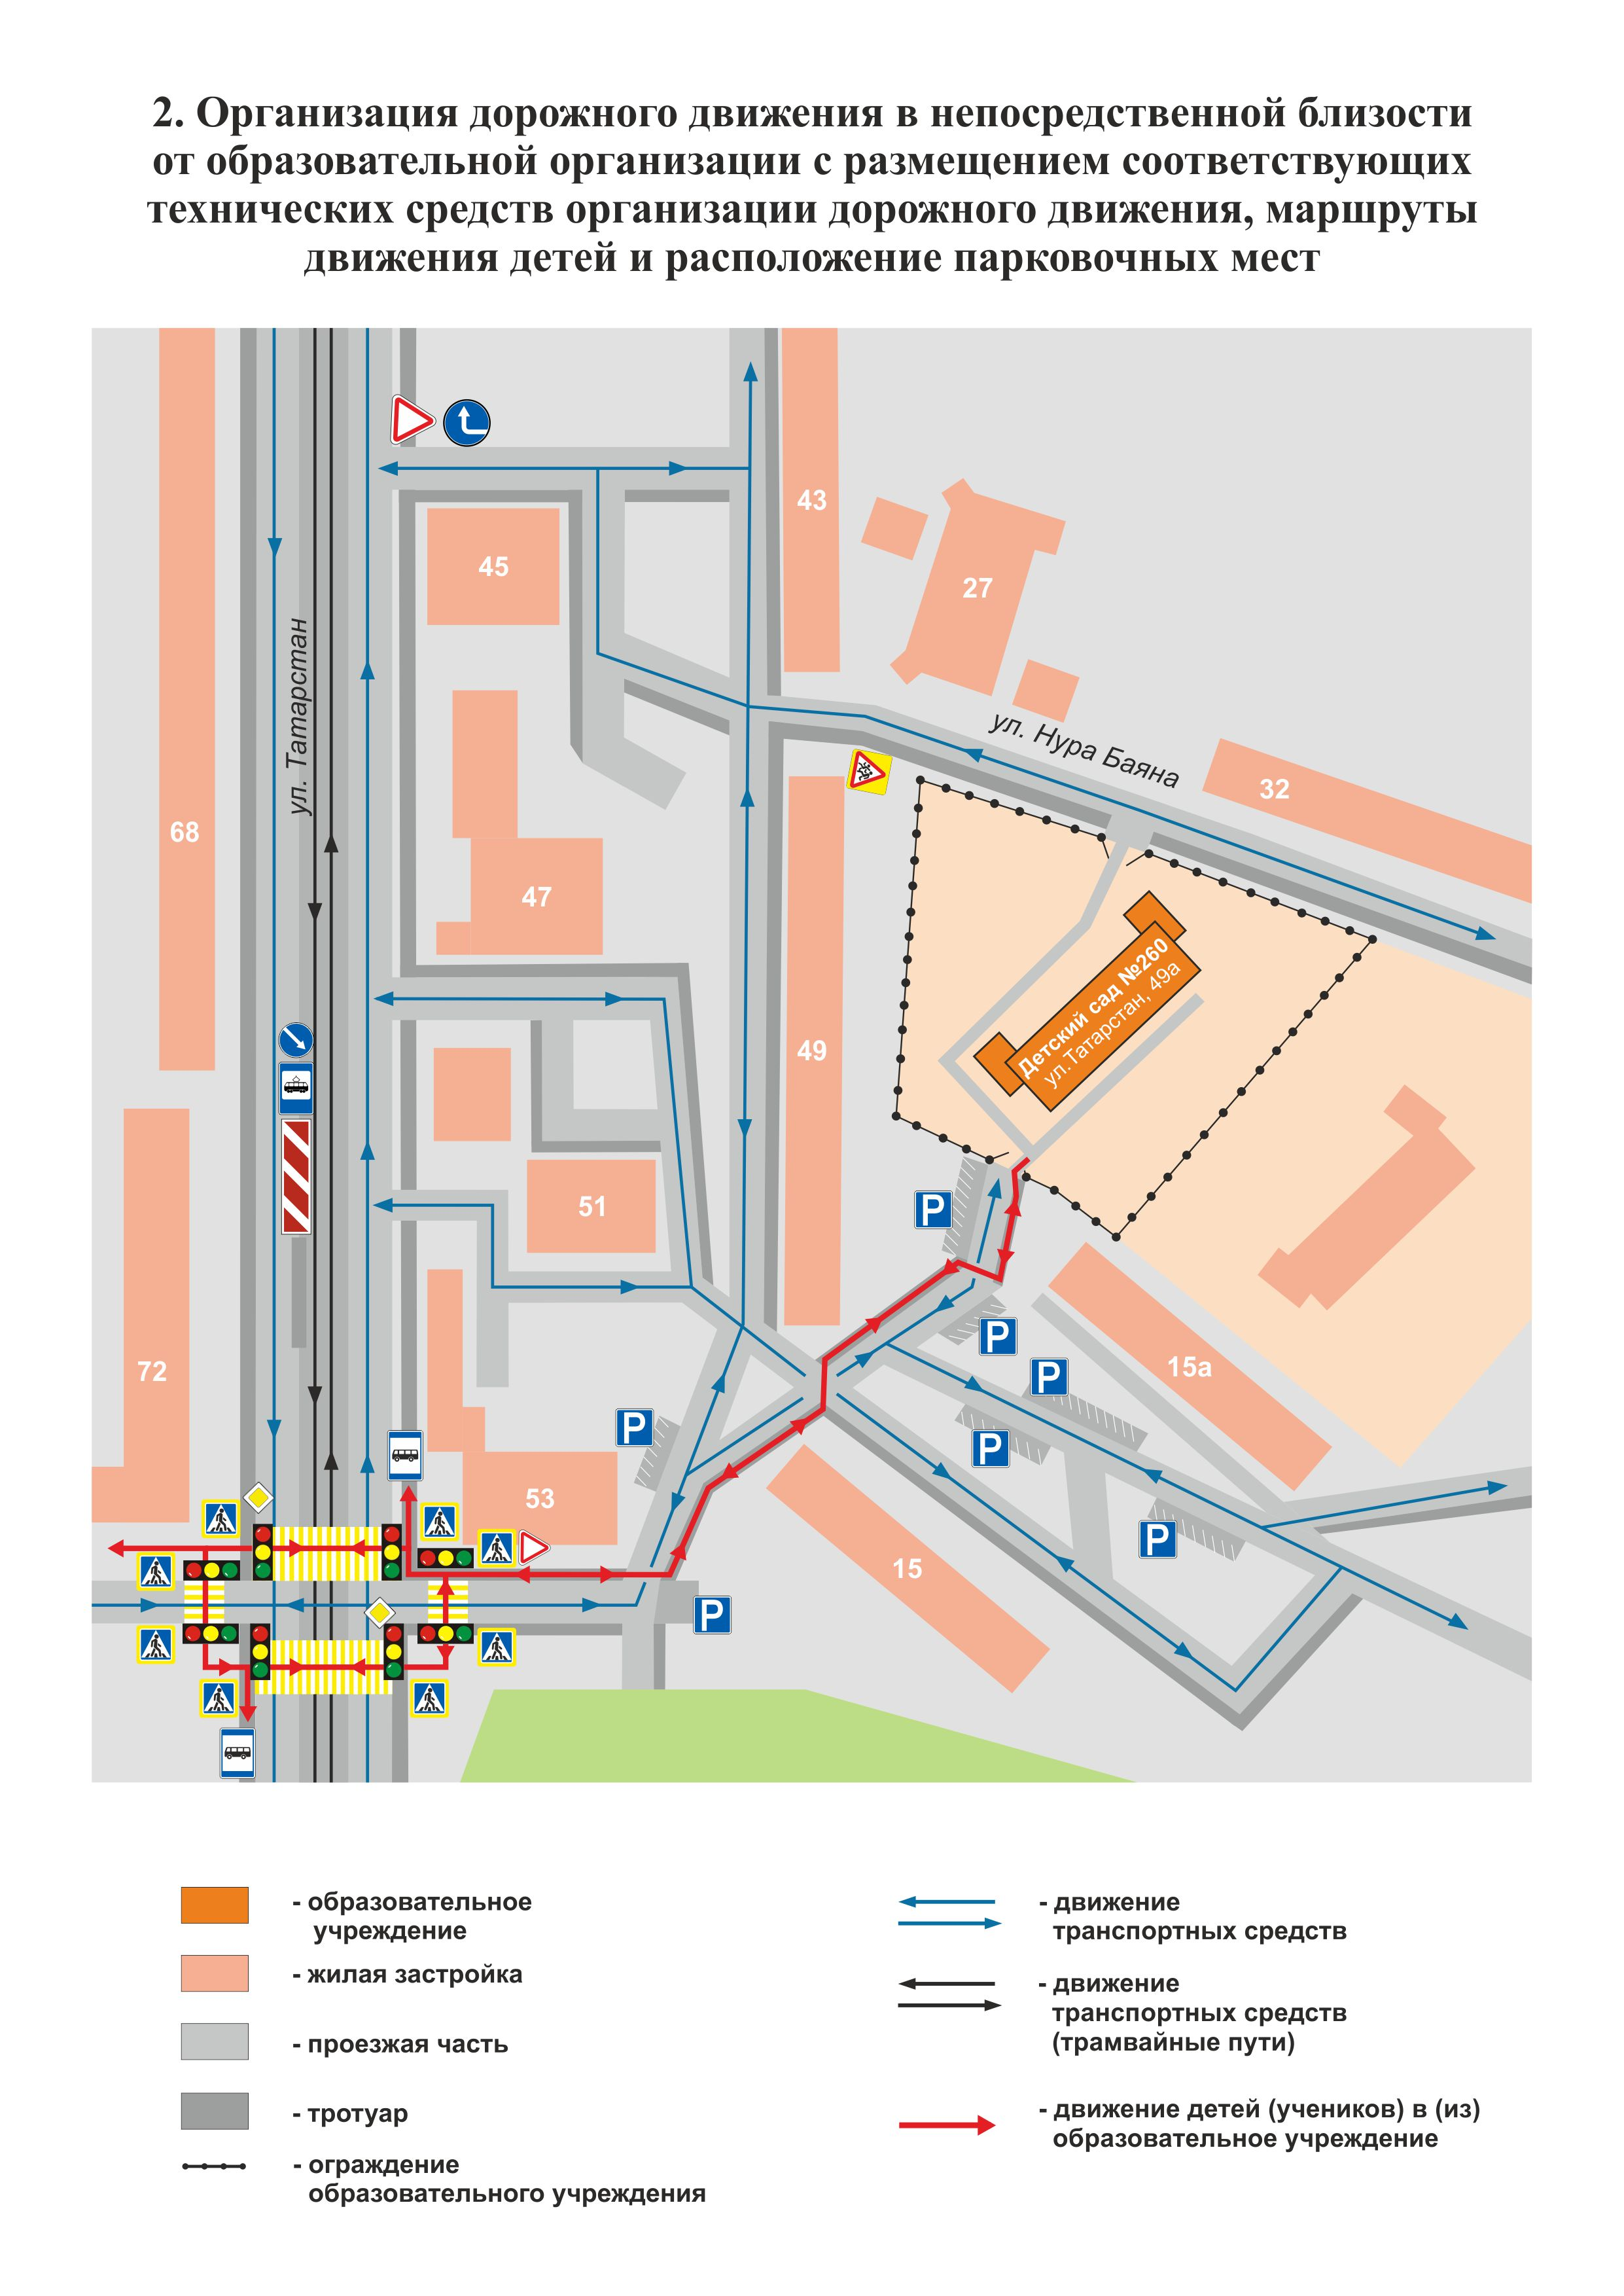 2. Организация дорожного движения в непосредственной близости
от образовательной организации с размещением соответствующих
технических средств организации дорожного движения, маршруты
движения детей и расположение парковочных мест
43
45
27
ул. Нура Баяна
ул. Татарстан
32
68
47
Детский сад №260
ул.Татарстан, 49а
49
51
P
P
15а
72
P
P
P
53
P
15
P
- образовательное
учреждение
- жилая застройка
- проезжая часть
- тротуар
- ограждение
образовательного учреждения
- движение
транспортных средств
- движение
транспортных средств
(трамвайные пути)
- движение детей (учеников) в (из)
образовательное учреждение